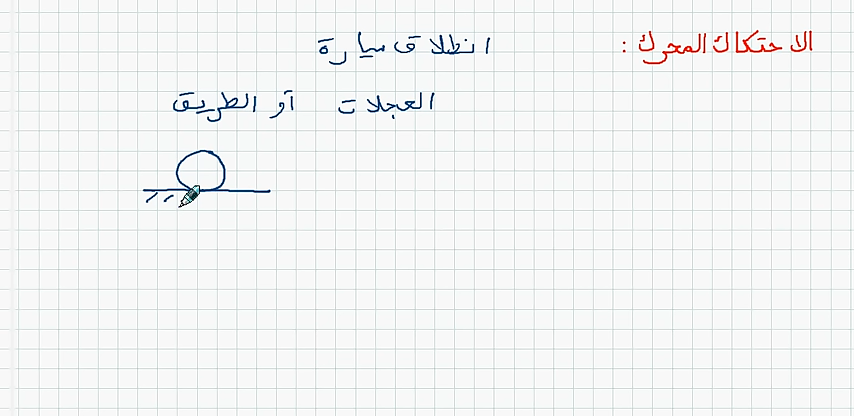 الاحتكاك المحرك : انطلاق سيارة
العجلات أو الطريق